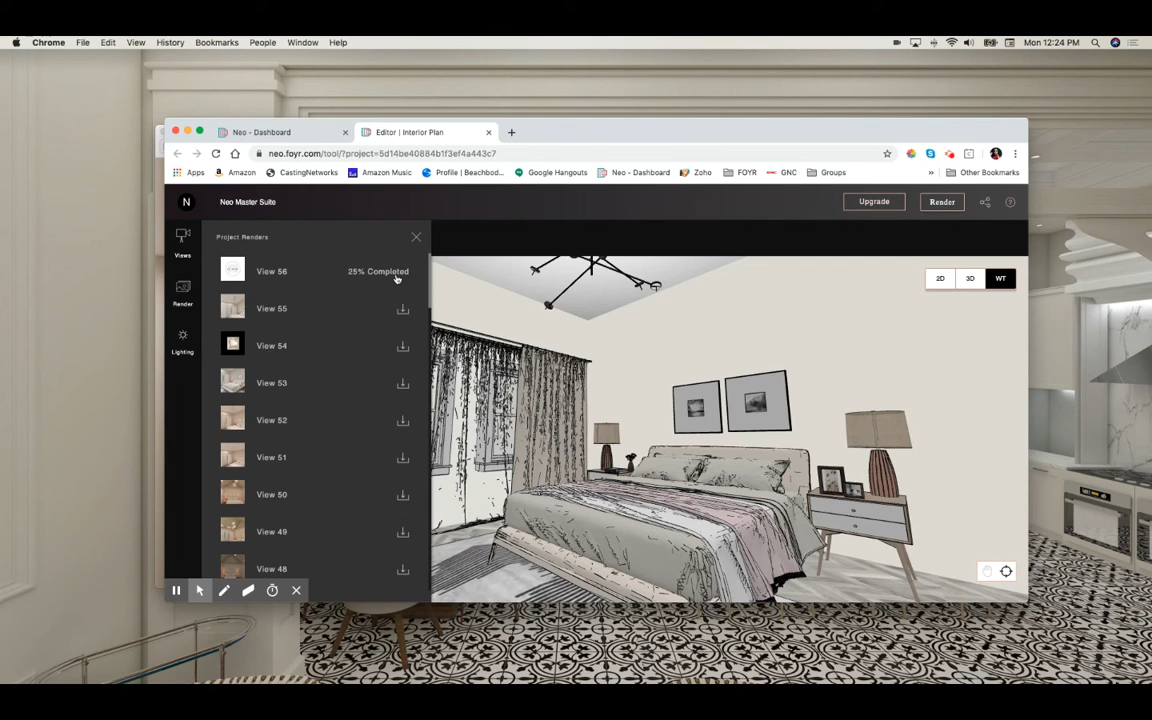 Chrome File Edit View History Bookmarks People Window Help Mon 12:24 PM
Neo - Dashboard Editor | Interior Plan
neo.foyr.com/tool/?project=5d14be40884b1f3ef4a443c7
Apps Amazon CastingNetworks Amazon Music Profile | Beachbod... Google Hangouts Neo - Dashboard Zoho FOYR GNC Groups » Other Bookmarks
N Neo Master Suite Upgrade Render
Views
Render
Lighting
Project Renders
View 56 25% Completed
View 55
View 54
View 53
View 52
View 51
View 50
View 49
View 48
2D 3D WT